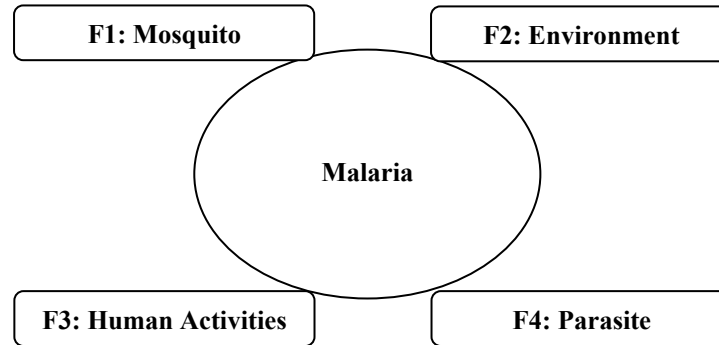 F1: Mosquito
F2: Environment
Malaria
F3: Human Activities
F4: Parasite